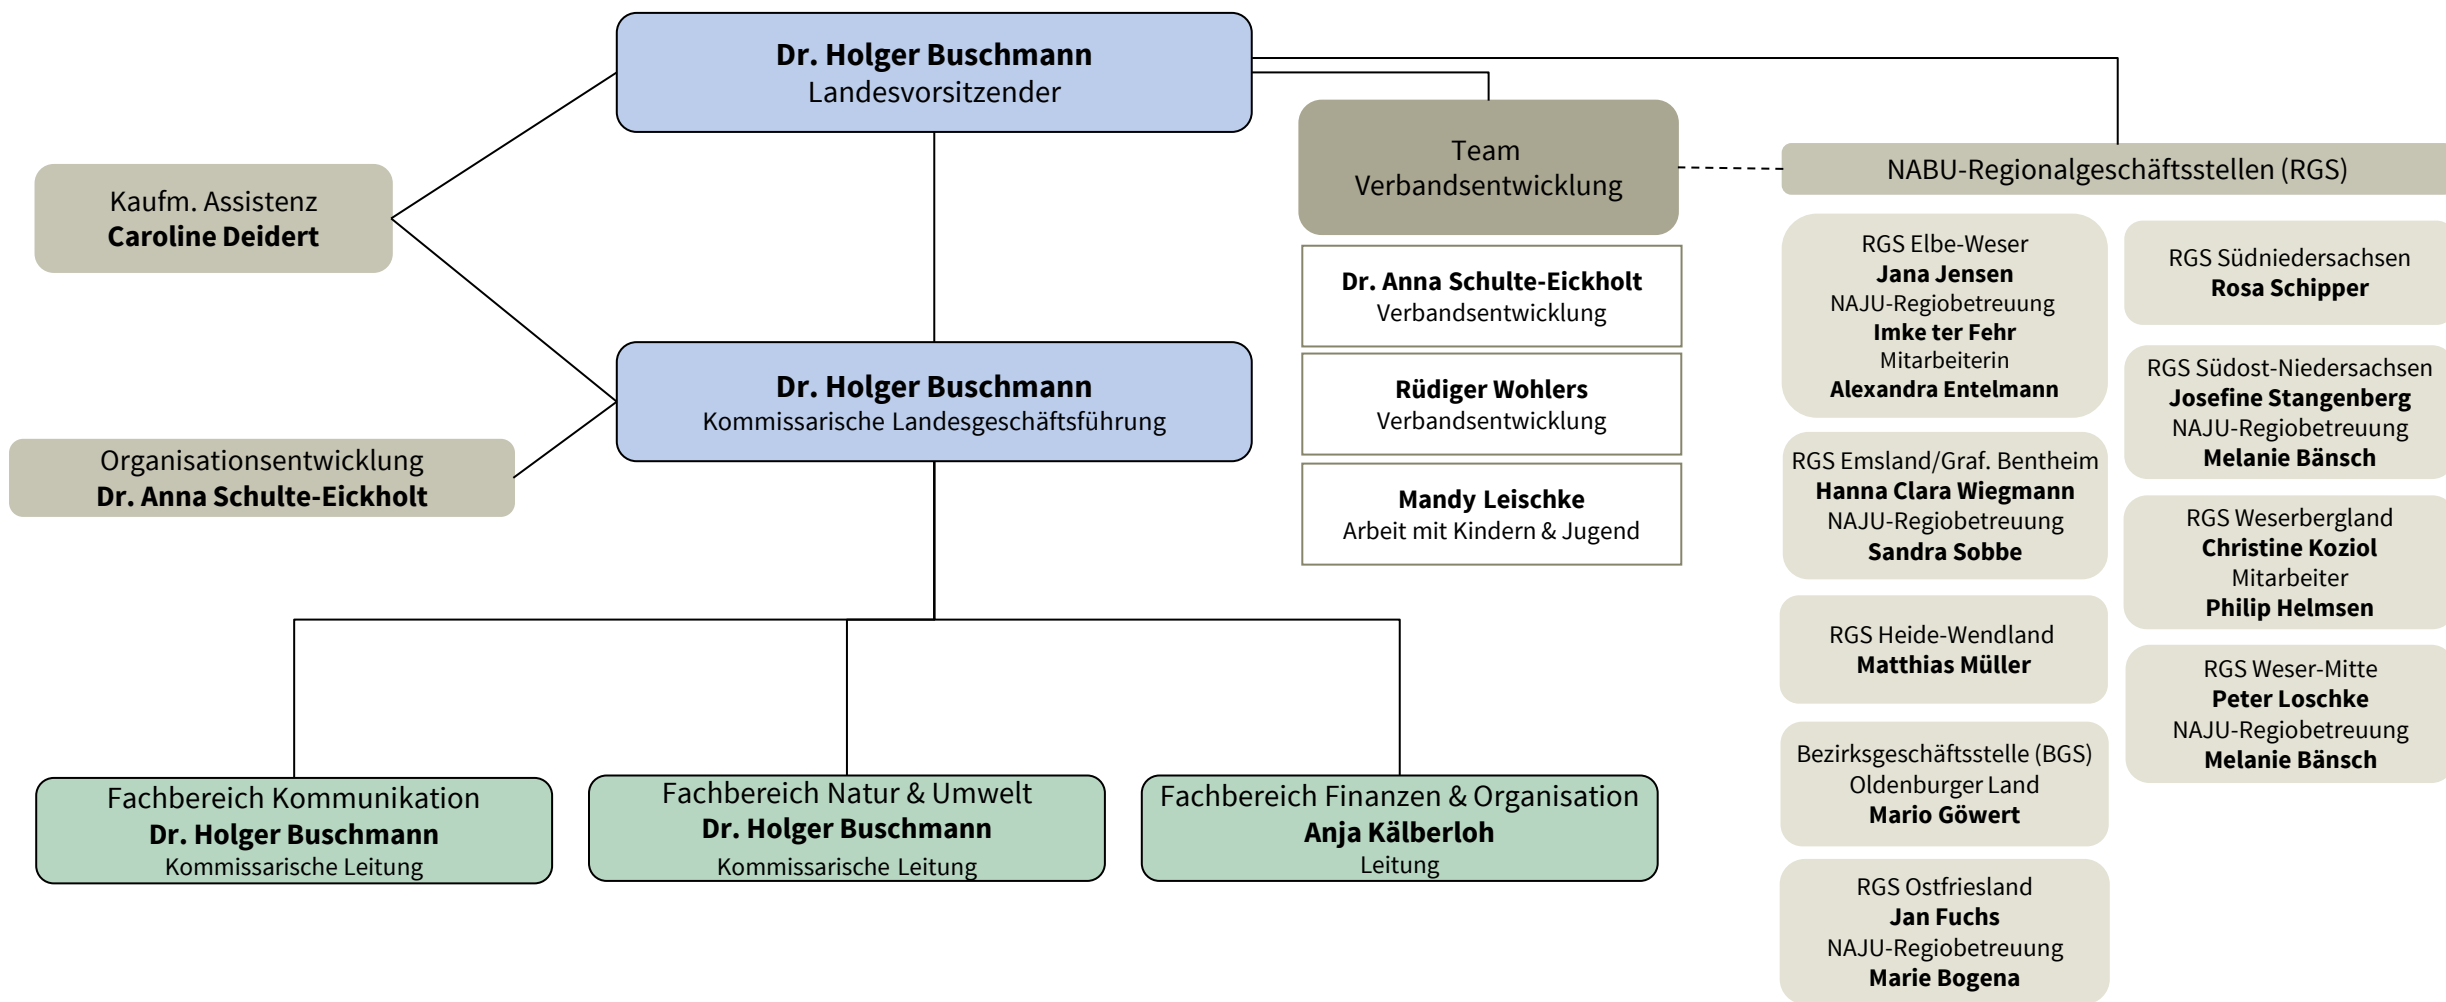 Dr. Holger Buschmann
Landesvorsitzender
Kaufm. Assistenz
Caroline Deidert
Dr. Holger Buschmann
Kommissarische Landesgeschäftsführung
Organisationsentwicklung
Dr. Anna Schulte-Eickholt
Fachbereich Kommunikation
Dr. Holger Buschmann
Kommissarische Leitung
Fachbereich Natur & Umwelt
Dr. Holger Buschmann
Kommissarische Leitung
Fachbereich Finanzen & Organisation
Anja Kälberloh
Leitung
Team
Verbandsentwicklung
Dr. Anna Schulte-Eickholt
Verbandsentwicklung
Rüdiger Wohlers
Verbandsentwicklung
Mandy Leischke
Arbeit mit Kindern & Jugend
NABU-Regionalgeschäftsstellen (RGS)
RGS Elbe-Weser
Jana Jensen
NAJU-Regiobetreuung
Imke ter Fehr
Mitarbeiterin
Alexandra Entelmann
RGS Emsland/Graf. Bentheim
Hanna Clara Wiegmann
NAJU-Regiobetreuung
Sandra Sobbe
RGS Heide-Wendland
Matthias Müller
Bezirksgeschäftsstelle (BGS)
Oldenburger Land
Mario Göwert
RGS Ostfriesland
Jan Fuchs
NAJU-Regiobetreuung
Marie Bogena
RGS Südniedersachsen
Rosa Schipper
RGS Südost-Niedersachsen
Josefine Stangenberg
NAJU-Regiobetreuung
Melanie Bänsch
RGS Weserbergland
Christine Koziol
Mitarbeiter
Philip Helmsen
RGS Weser-Mitte
Peter Loschke
NAJU-Regiobetreuung
Melanie Bänsch